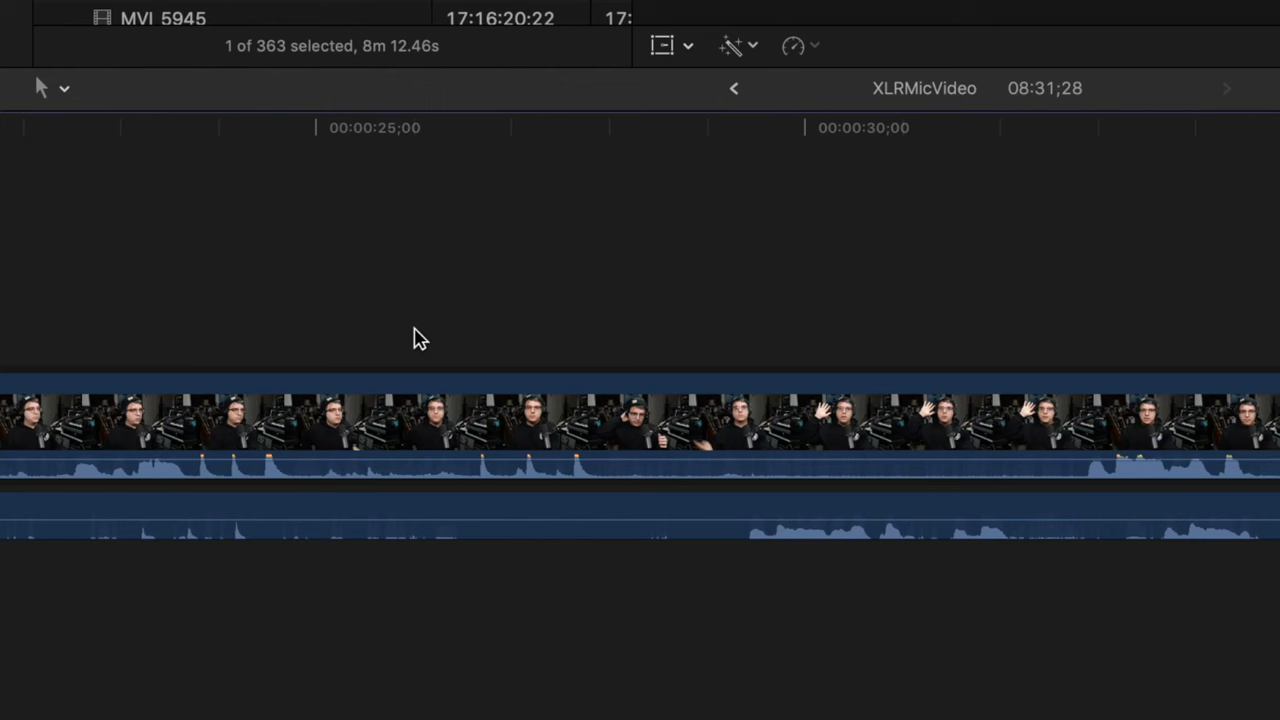 MVI 5945 17:16:20:22 17:
1 of 363 selected, 8m 12.46s
XLRMicVideo 08:31;28
00:00:25;00 00:00:30;00